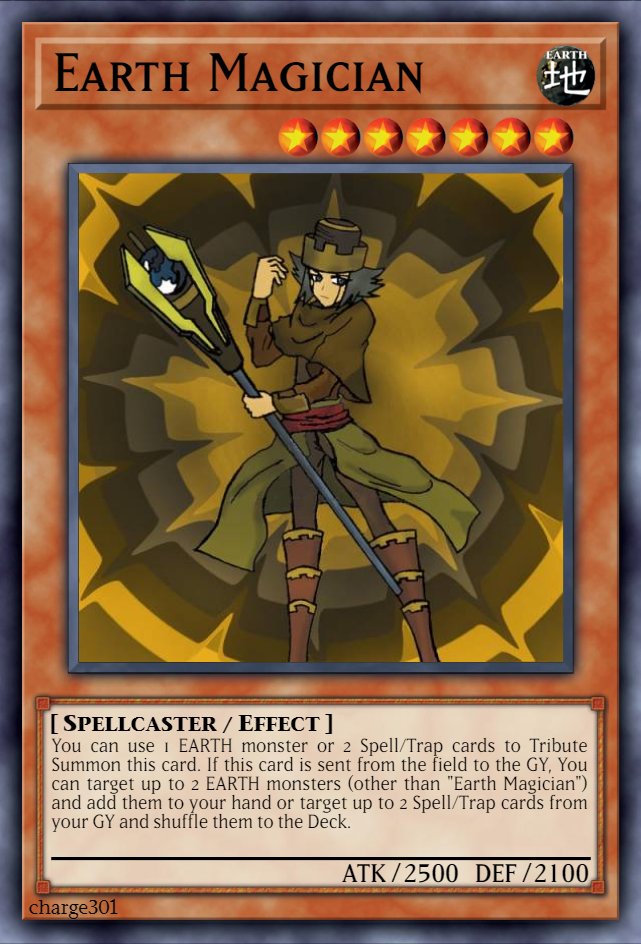 Earth Magician
EARTH
地
[ Spellcaster / Effect ]
You can use 1 EARTH monster or 2 Spell/Trap cards to Tribute
Summon this card. If this card is sent from the field to the GY, You
can target up to 2 EARTH monsters (other than "Earth Magician")
and add them to your hand or target up to 2 Spell/Trap cards from
your GY and shuffle them to the Deck.
ATK/2500 DEF/2100
charge301